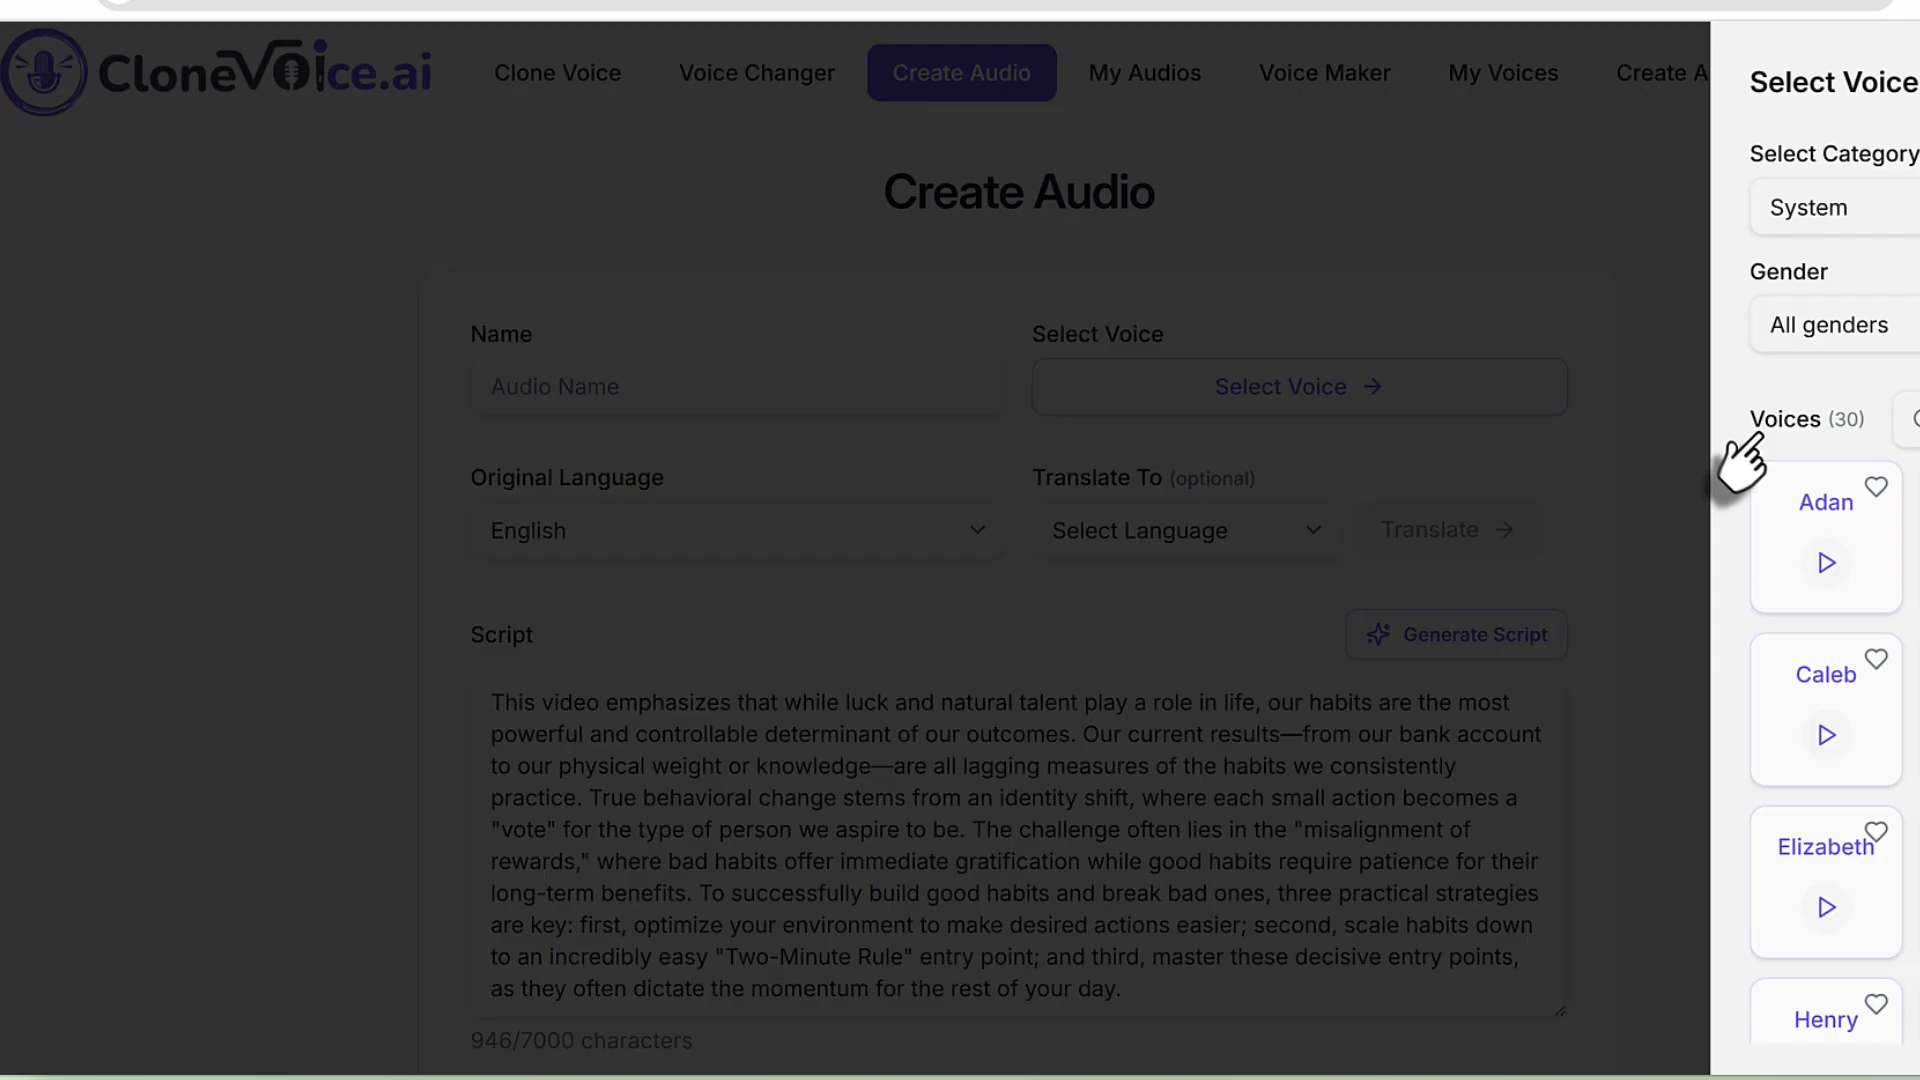 CloneVoice.ai
Clone Voice
Voice Changer
Create Audio
My Audios
Voice Maker
My Voices
Create A
Create Audio
Name
Audio Name
Select Voice
Select Voice
Original Language
English
Translate To (optional)
Select Language
Translate
Script
Generate Script
This video emphasizes that while luck and natural talent play a role in life, our habits are the most
powerful and controllable determinant of our outcomes. Our current results—from our bank account
to our physical weight or knowledge—are all lagging measures of the habits we consistently
practice. True behavioral change stems from an identity shift, where each small action becomes a
"vote" for the type of person we aspire to be. The challenge often lies in the "misalignment of
rewards," where bad habits offer immediate gratification while good habits require patience for their
long-term benefits. To successfully build good habits and break bad ones, three practical strategies
are key: first, optimize your environment to make desired actions easier; second, scale habits down
to an incredibly easy "Two-Minute Rule" entry point; and third, master these decisive entry points,
as they often dictate the momentum for the rest of your day.
946/7000 characters
Select Voice
Select Category
System
Gender
All genders
Voices (30)
Adan
Caleb
Elizabeth
Henry